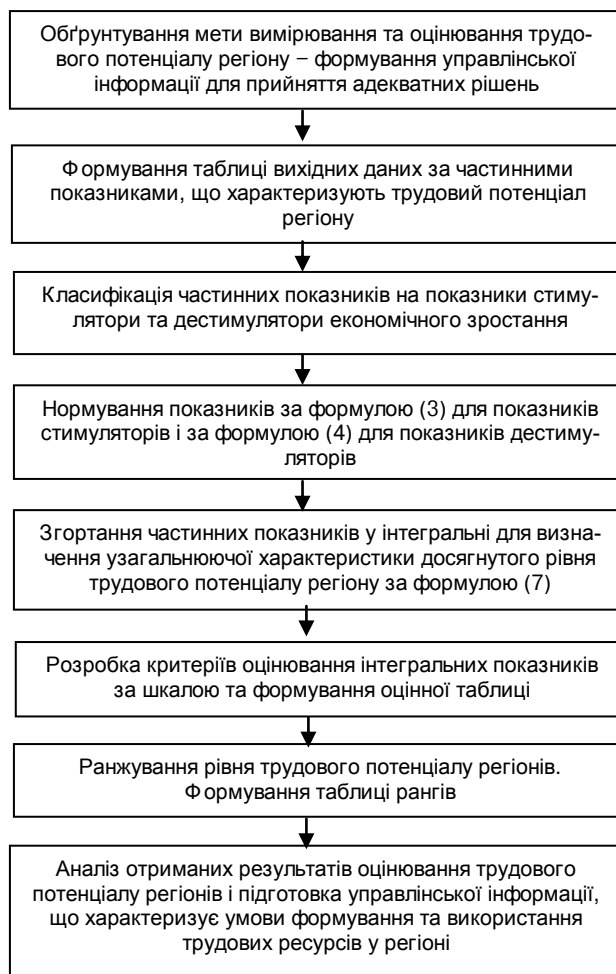 Обґрунтування мети вимірювання та оцінювання трудо-
вого потенціалу регіону − формування управлінської
інформації для прийняття адекватних рішень
Формування таблиці вихідних даних за частинними
показниками, що характеризують трудовий потенціал
регіону
Класифікація частинних показників на показники стиму-
лятори та дестимулятори економічного зростання
Нормування показників за формулою (3) для показників
стимуляторів і за формулою (4) для показників дестиму-
ляторів
Згортання частинних показників у інтегральні для визна-
чення узагальнюючої характеристики досягнутого рівня
трудового потенціалу регіону за формулою (7)
Розробка критеріїв оцінювання інтегральних показників
за шкалою та формування оцінної таблиці
Ранжування рівня трудового потенціалу регіонів.
Формування таблиці рангів
Аналіз отриманих результатів оцінювання трудового
потенціалу регіонів і підготовка управлінської інформації,
що характеризує умови формування та використання
трудових ресурсів у регіоні